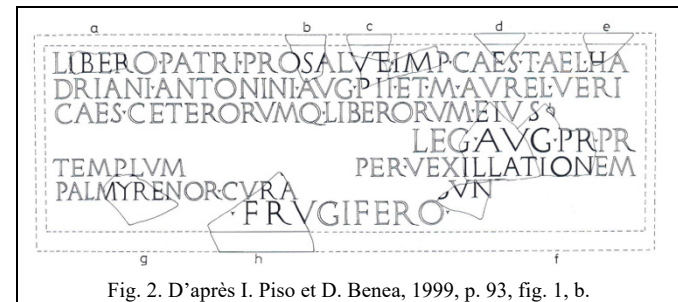 a b c d e
LIBERO·PATRI·PRO·SALVE·IMP·CAES·T·AEL·HA
DRIANI·ANTONINI·AVG·PII·ET·M·AVREL·VERI
CAES·CETERORVMQ·LIBERORVM·EIVS
LEG·AVG·PR·PR
TEMPLVM PER·VEXILLATIONEM
PALMYRENOR·CVRA
FRVGIFERO
g h f
Fig. 2. D'après I. Piso et D. Benea, 1999, p. 93, fig. 1, b.